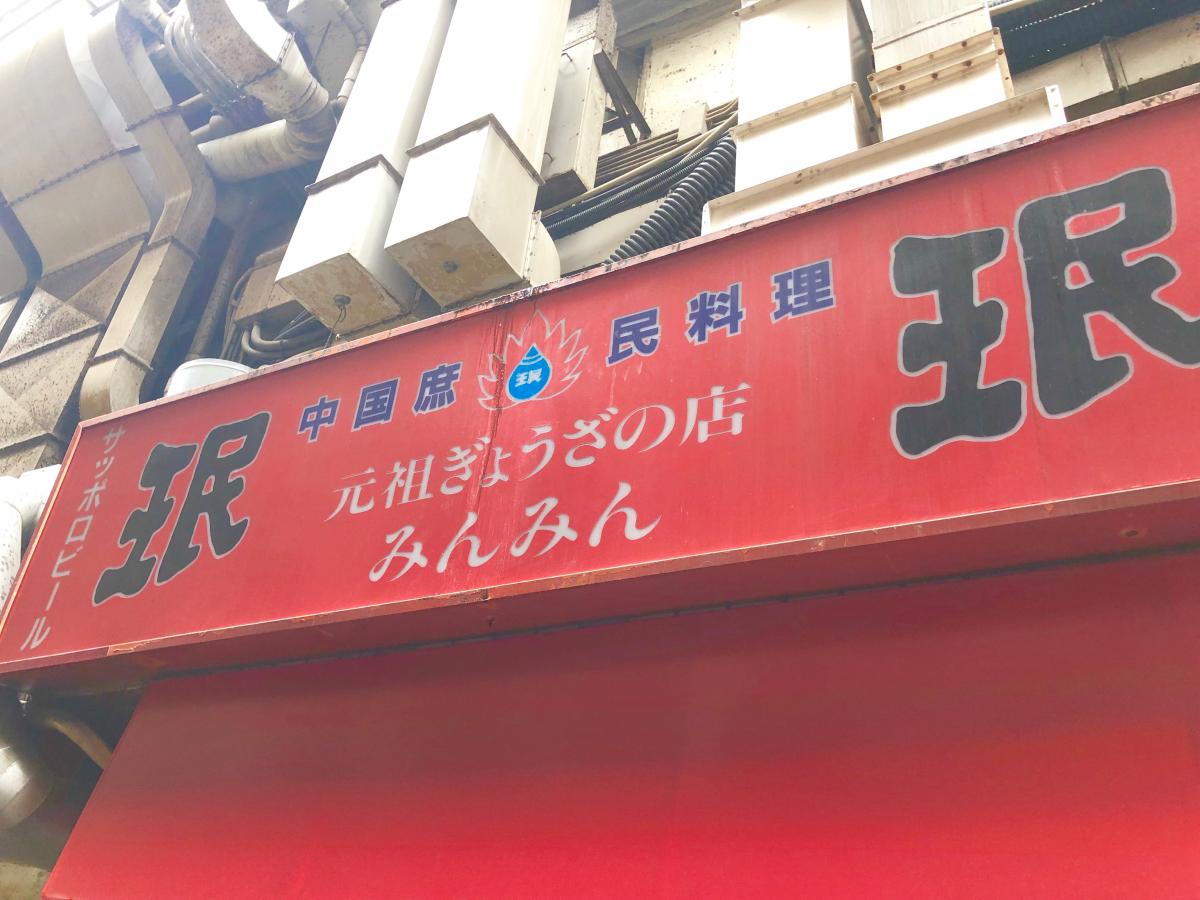 サッポロビール
珉
中国庶
珉
民料理
元祖ぎょうざの店
みんみん
珉